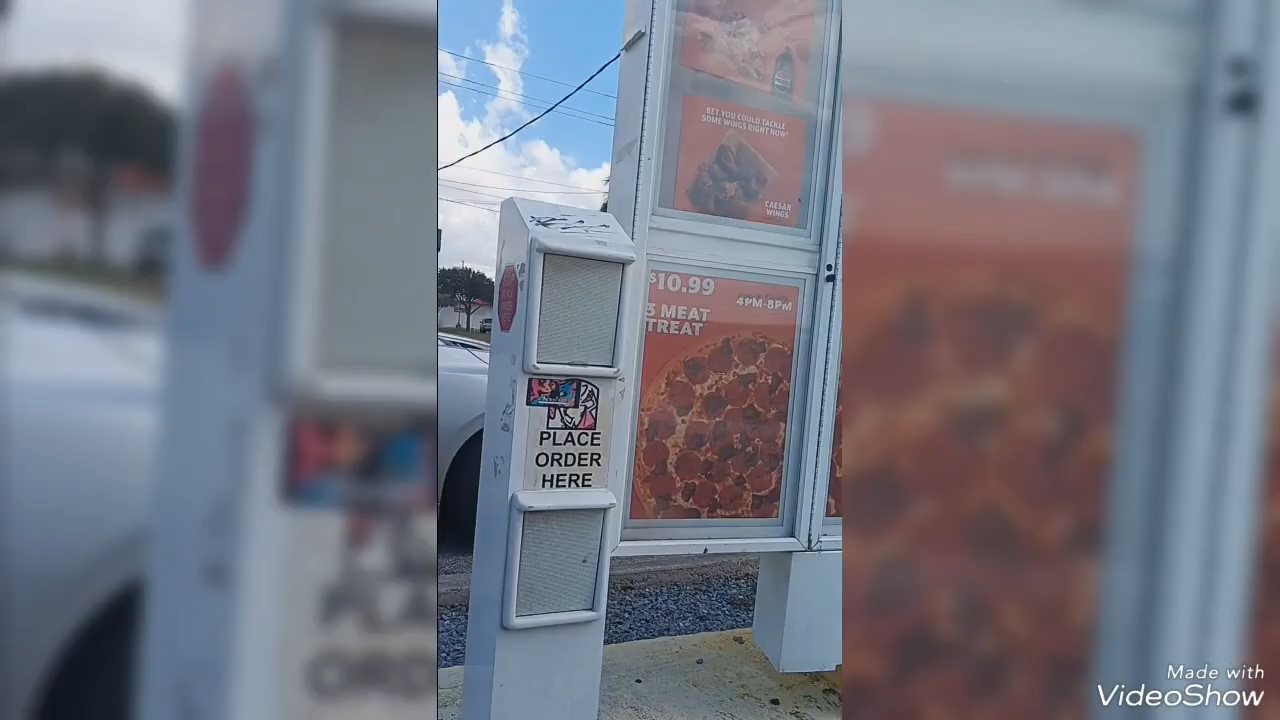 BET YOU COULD TACKLE
SOME WINGS RIGHT NOW!
CAESAR
WINGS
$10.99
4PM-8PM
3 MEAT
TREAT
PLACE
ORDER
HERE
Made with
VideoShow